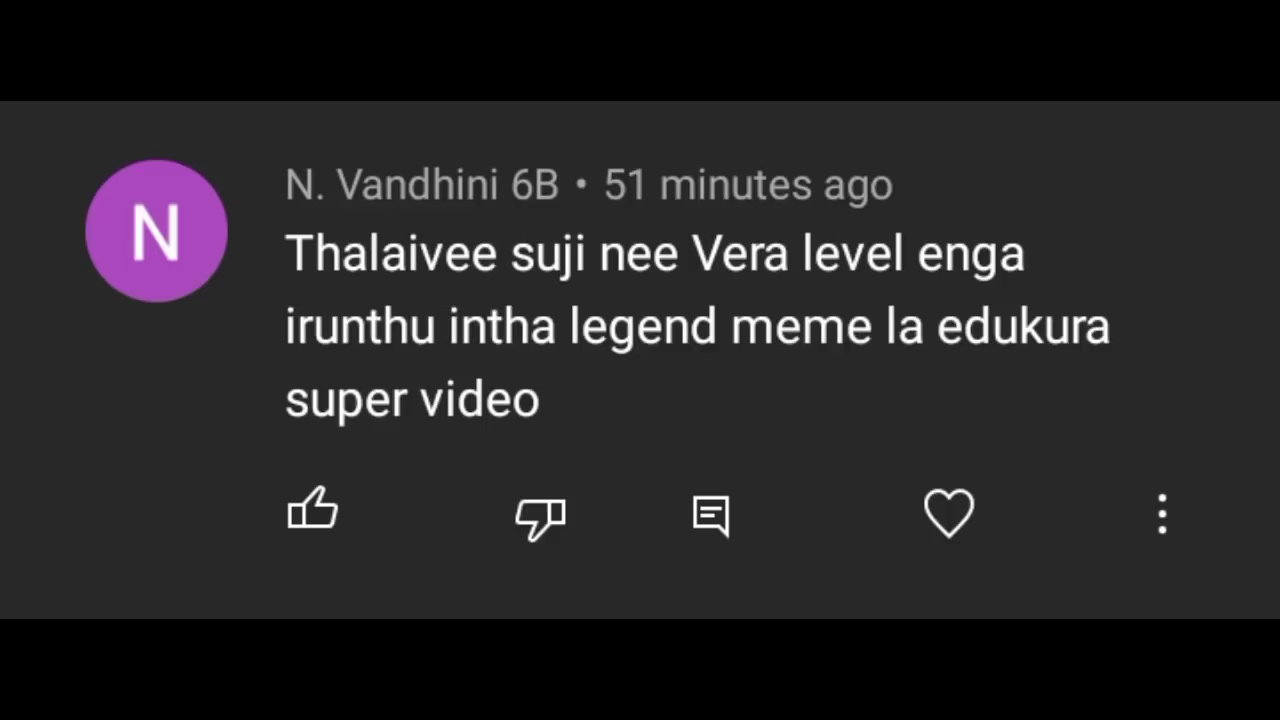 N
N. Vandhini 6B • 51 minutes ago
Thalaivee suji nee Vera level enga
irunthu intha legend meme la edukura
super video